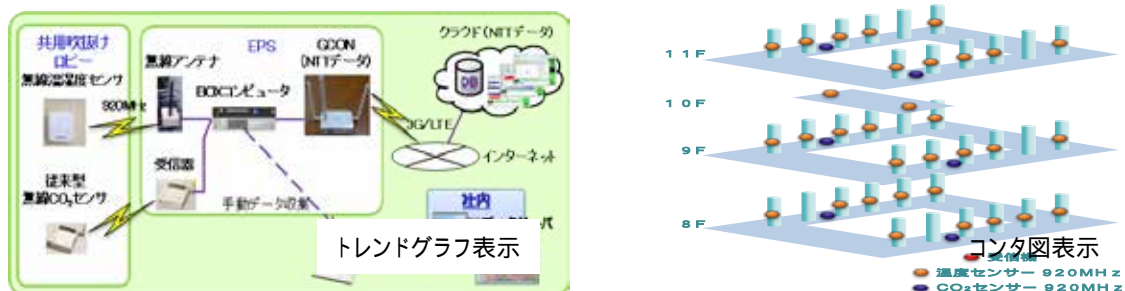 共用吹抜け
ロビー
無線温湿度センサ
920MHz
従来型
無線CO₂センサ
EPS
無線アンテナ
BOXコンピュータ
GCON
(NTTデータ)
受信器
手動データ収集
3G/LTE
クラウド(NTTデータ)
DB
インターネット
社内
トレンドグラフ表示
11F
10F
9F
8F
コンタ図表示
温度センサー 920MHz
CO₂センサー 920MHz